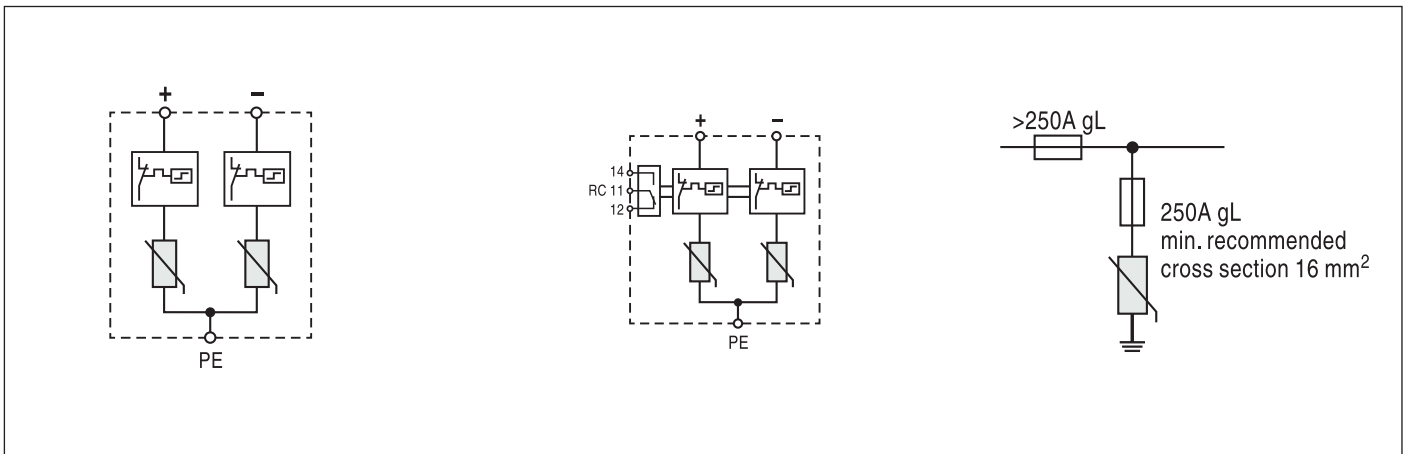 + −
PE
+ −
14
RC 11
12
PE
>250A gL
250A gL
min. recommended
cross section 16 mm²